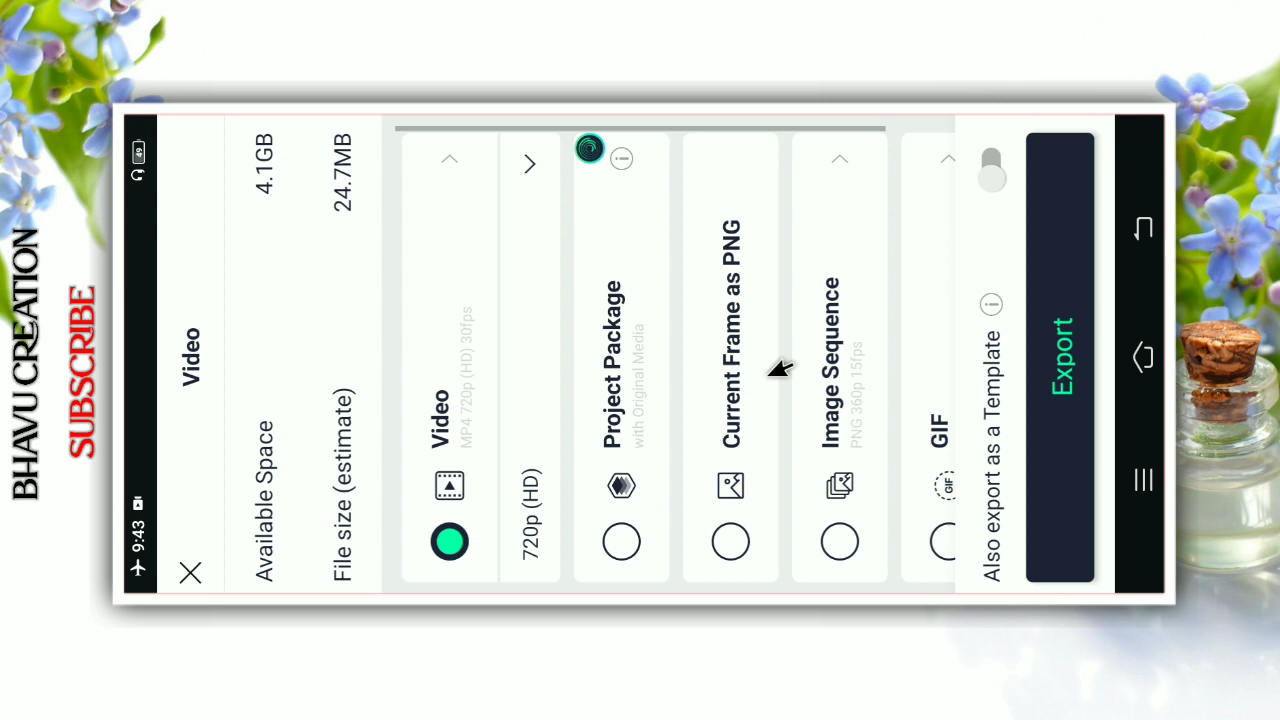 BHAVU CREATION
SUBSCRIBE
9:43
49
Video
Available Space 4.1GB
File size (estimate) 24.7MB
Video
MP4 720p (HD) 30fps
720p (HD)
Project Package
with Original Media
Current Frame as PNG
Image Sequence
PNG 360p 15fps
GIF
GIF
Also export as a Template
Export